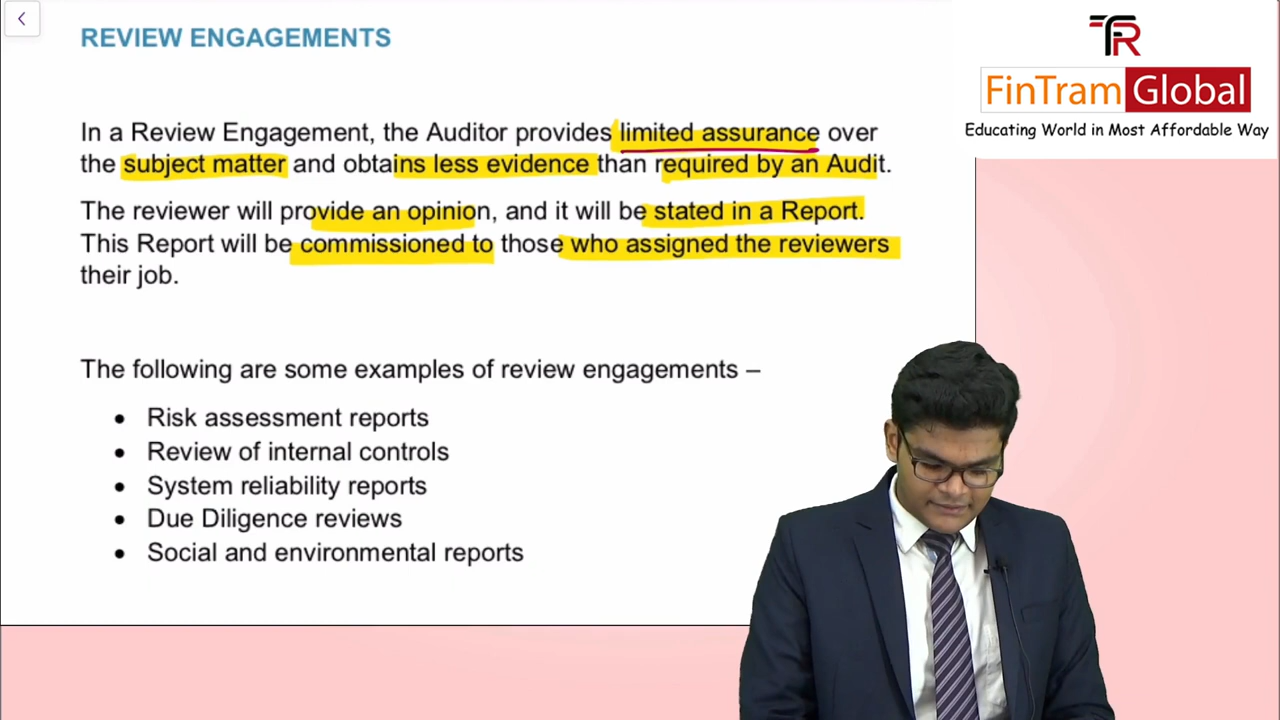 REVIEW ENGAGEMENTS
In a Review Engagement, the Auditor provides limited assurance over
the subject matter and obtains less evidence than required by an Audit.
The reviewer will provide an opinion, and it will be stated in a Report.
This Report will be commissioned to those who assigned the reviewers
their job.
The following are some examples of review engagements –
• Risk assessment reports
• Review of internal controls
• System reliability reports
• Due Diligence reviews
• Social and environmental reports
TFR
FinTram Global
Educating World in Most Affordable Way